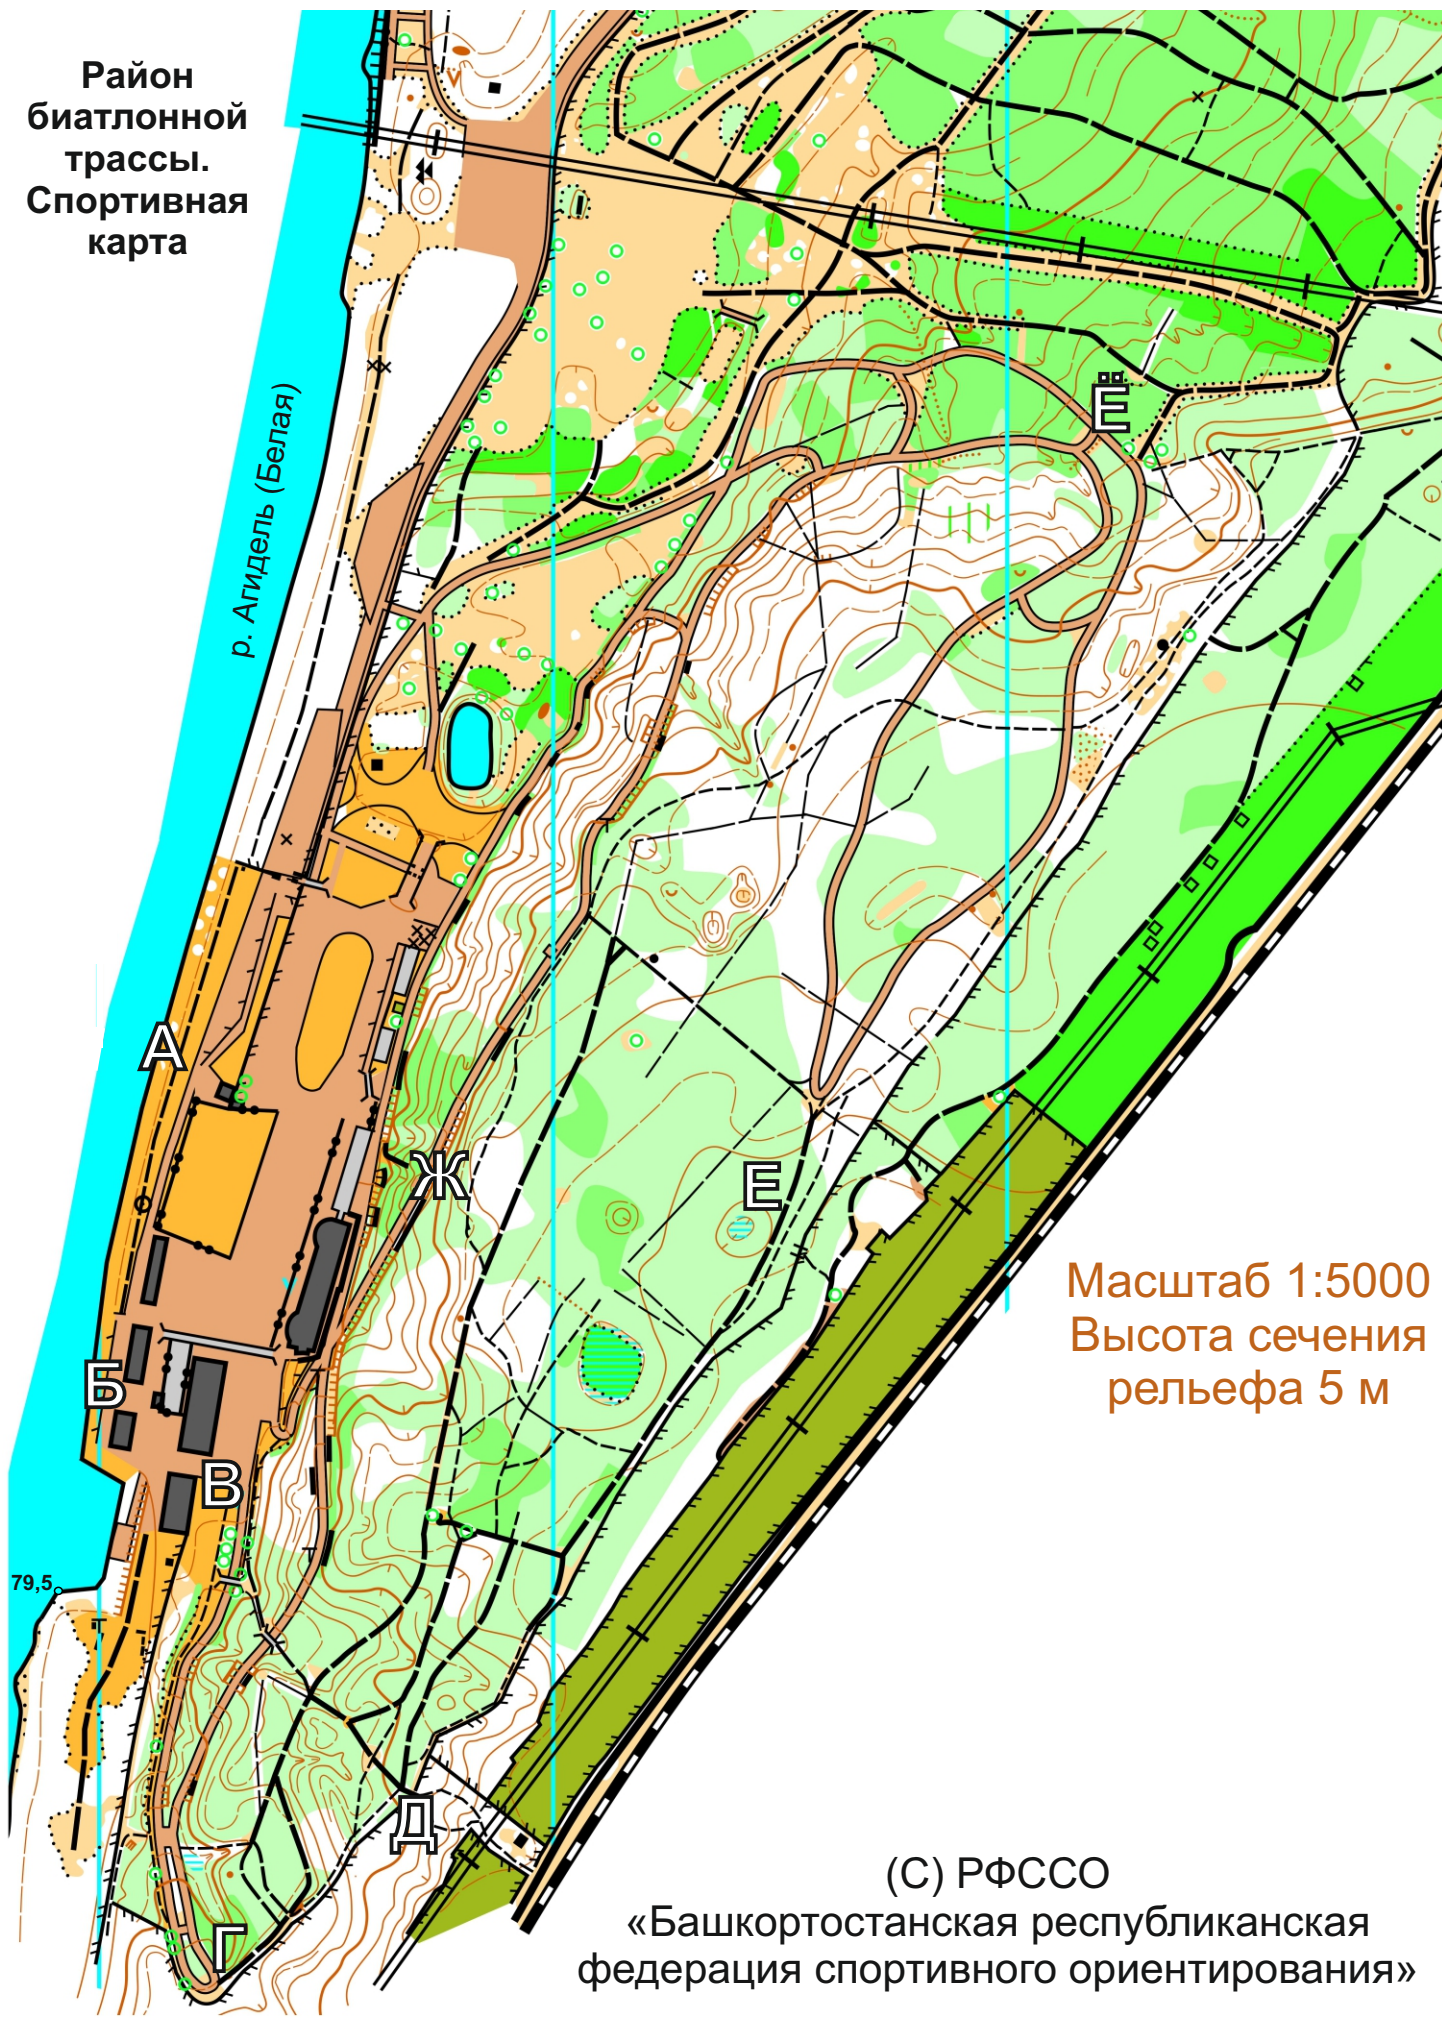 Район
биатлонной
трассы.
Спортивная
карта
р. Агидель (Белая)
Ё
А
Ж
Е
Масштаб 1:5000
Высота сечения
рельефа 5 м
Б
В
79,5
Д
(С) РФССО
«Башкортостанская республиканская
федерация спортивного ориентирования»
Г